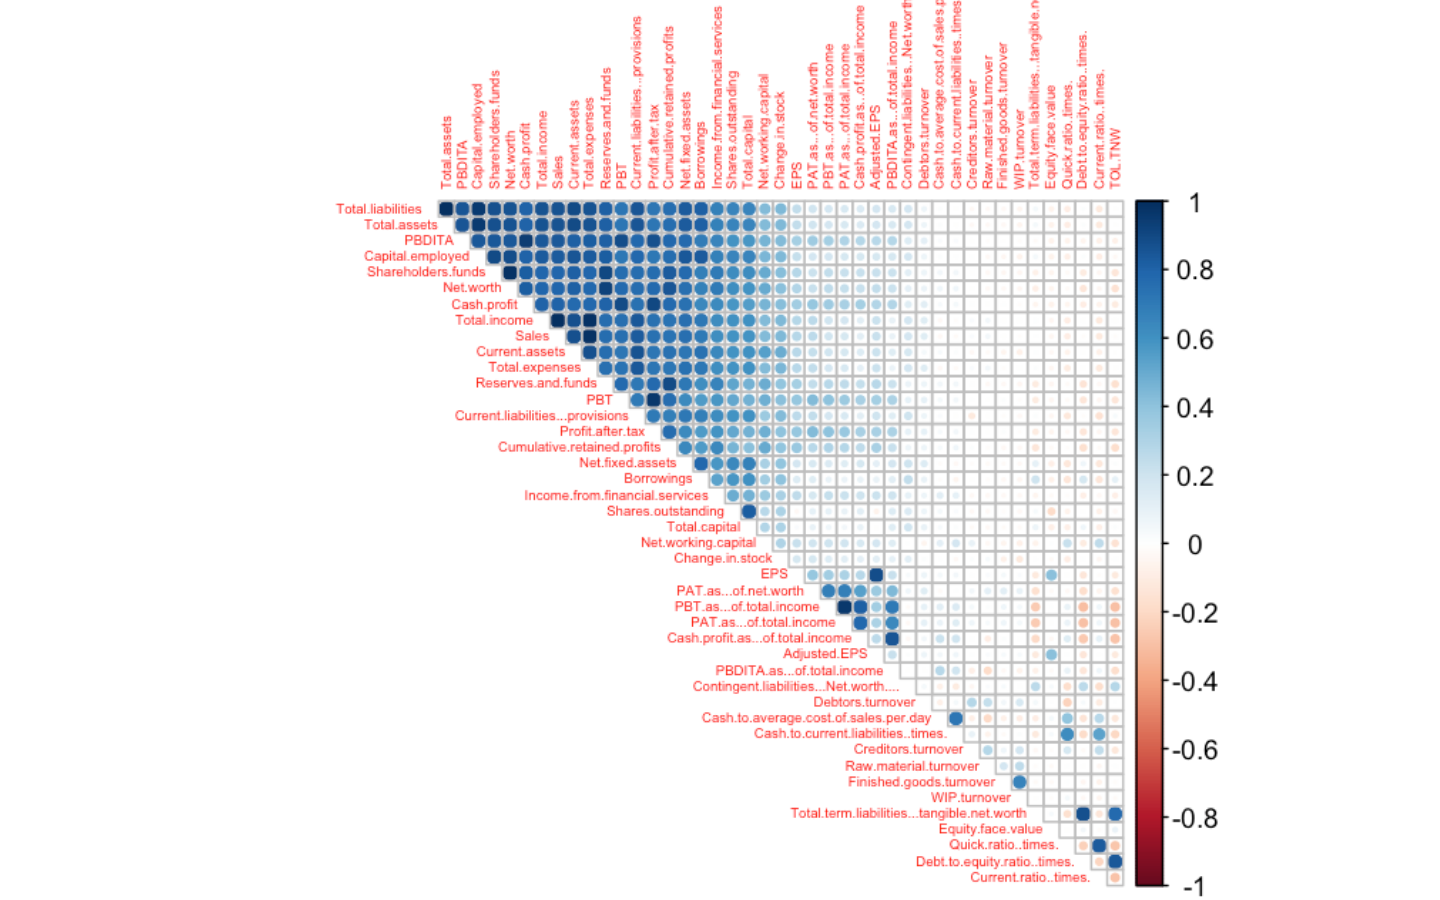 Total.assets
PBDITA
Capital.employed
Shareholders.funds
Net.worth
Cash.profit
Total.income
Sales
Current.assets
Total.expenses
Reserves.and.funds
PBT
Current.liabilities...provisions
Profit.after.tax
Cumulative.retained.profits
Net.fixed.assets
Borrowings
Income.from.financial.services
Shares.outstanding
Total.capital
Net.working.capital
Change.in.stock
EPS
PAT.as...of.net.worth
PBT.as...of.total.income
PAT.as...of.total.income
Cash.profit.as...of.total.income
Adjusted.EPS
PBDITA.as...of.total.income
Contingent.liabilities...Net.worth
Debtors.turnover
Cash.to.average.cost.of.sales.p
Cash.to.current.liabilities..times
Creditors.turnover
Raw.material.turnover
Finished.goods.turnover
WIP.turnover
Total.term.liabilities...tangible.n
Equity.face.value
Quick.ratio..times.
Debt.to.equity.ratio..times.
Current.ratio..times.
TOL.TNW
Total.liabilities
Total.assets
PBDITA
Capital.employed
Shareholders.funds
Net.worth
Cash.profit
Total.income
Sales
Current.assets
Total.expenses
Reserves.and.funds
PBT
Current.liabilities...provisions
Profit.after.tax
Cumulative.retained.profits
Net.fixed.assets
Borrowings
Income.from.financial.services
Shares.outstanding
Total.capital
Net.working.capital
Change.in.stock
EPS
PAT.as...of.net.worth
PBT.as...of.total.income
PAT.as...of.total.income
Cash.profit.as...of.total.income
Adjusted.EPS
PBDITA.as...of.total.income
Contingent.liabilities...Net.worth....
Debtors.turnover
Cash.to.average.cost.of.sales.per.day
Cash.to.current.liabilities..times.
Creditors.turnover
Raw.material.turnover
Finished.goods.turnover
WIP.turnover
Total.term.liabilities...tangible.net.worth
Equity.face.value
Quick.ratio..times.
Debt.to.equity.ratio..times.
Current.ratio..times.
1
0.8
0.6
0.4
0.2
0
-0.2
-0.4
-0.6
-0.8
-1